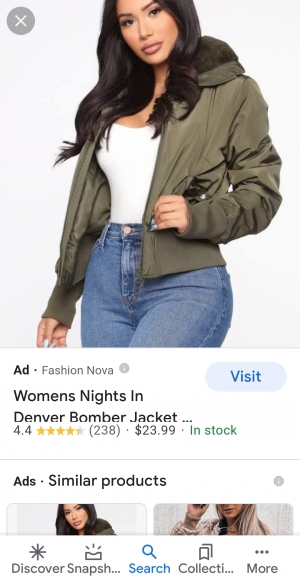 Ad · Fashion Nova
Visit
Womens Nights In
Denver Bomber Jacket ...
4.4 ★★★★★ (238) · $23.99 · In stock
Ads · Similar products
Discover Snapsh... Search Collecti... More